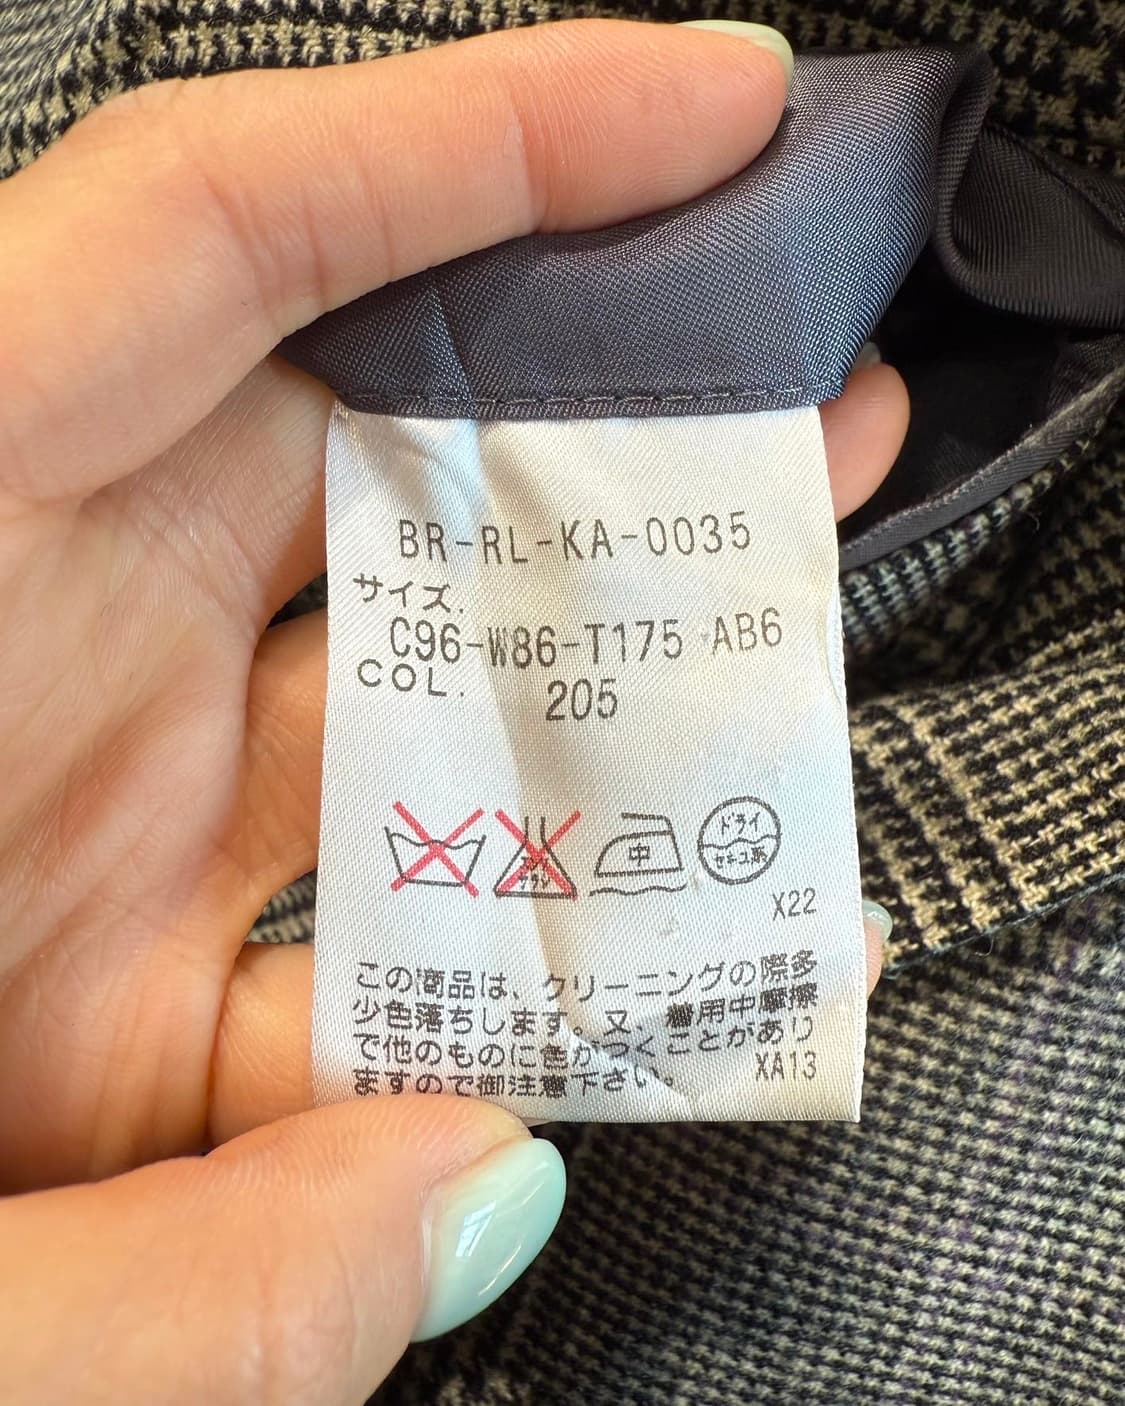 BR-RL-KA-0035
サイズ.
C96-W86-T175 AB6
COL. 205
中
ドライ
セキユ系
X22
この商品は、クリーニングの際多
少色落ちします。又、着用中摩擦
で他のものに色がつくことがあり
ますので御注意下さい。 XA13